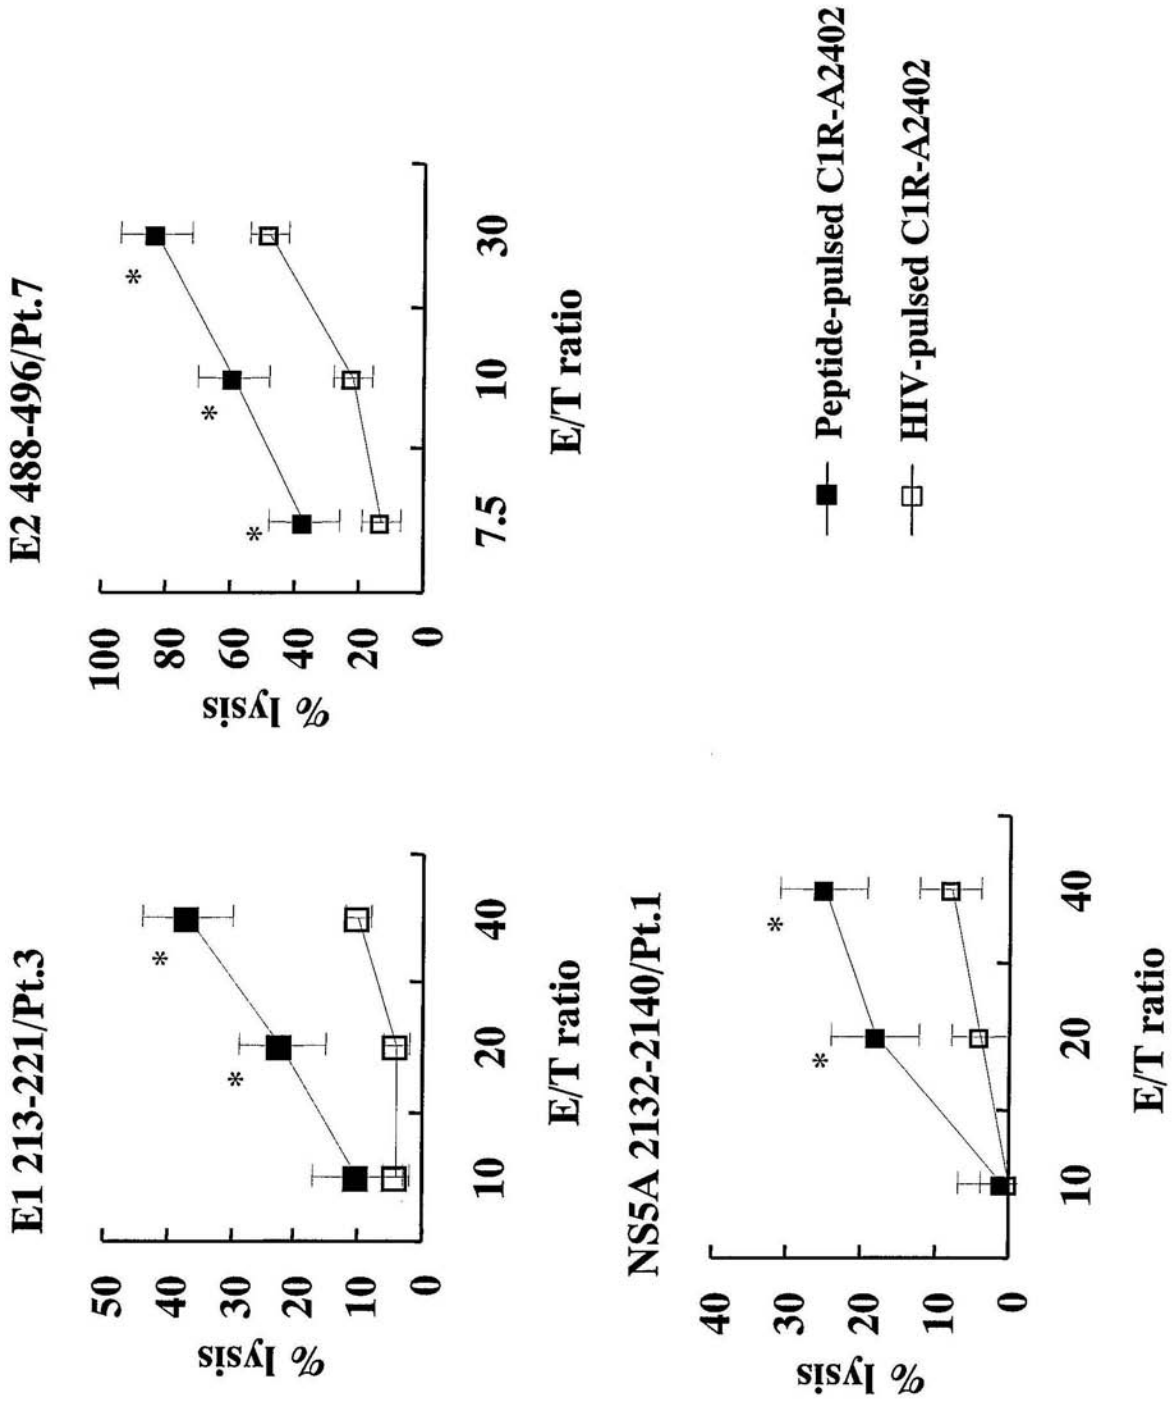 E1 213-221/Pt.3
% lysis
50
40
30
20
10
0
*
*
10 20 40
E/T ratio
E2 488-496/Pt.7
% lysis
100
80
60
40
20
0
*
*
*
7.5 10 30
E/T ratio
NS5A 2132-2140/Pt.1
% lysis
40
30
20
10
0
*
*
10 20 40
E/T ratio
Peptide-pulsed C1R-A2402
HIV-pulsed C1R-A2402